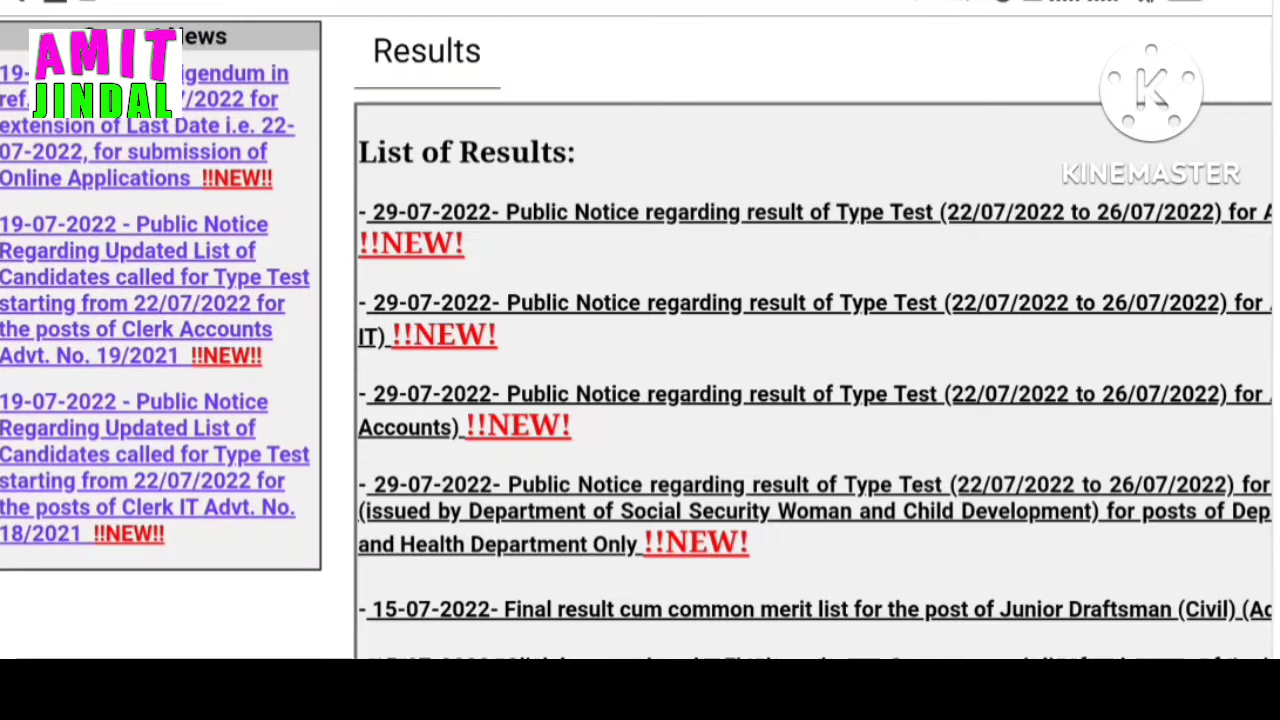 News
AMIT
JINDAL
19-
igendum in
ref.
/2022 for
extension of Last Date i.e. 22-
07-2022, for submission of
Online Applications !!NEW!!
19-07-2022 - Public Notice
Regarding Updated List of
Candidates called for Type Test
starting from 22/07/2022 for
the posts of Clerk Accounts
Advt. No. 19/2021 !!NEW!!
19-07-2022 - Public Notice
Regarding Updated List of
Candidates called for Type Test
starting from 22/07/2022 for
the posts of Clerk IT Advt. No.
18/2021 !!NEW!!
Results
K
KINEMASTER
List of Results:
- 29-07-2022- Public Notice regarding result of Type Test (22/07/2022 to 26/07/2022) for A
!!NEW!
- 29-07-2022- Public Notice regarding result of Type Test (22/07/2022 to 26/07/2022) for
IT) !!NEW!
- 29-07-2022- Public Notice regarding result of Type Test (22/07/2022 to 26/07/2022) for
Accounts) !!NEW!
- 29-07-2022- Public Notice regarding result of Type Test (22/07/2022 to 26/07/2022) for
(issued by Department of Social Security Woman and Child Development) for posts of Dep
and Health Department Only !!NEW!
- 15-07-2022- Final result cum common merit list for the post of Junior Draftsman (Civil) (Ad